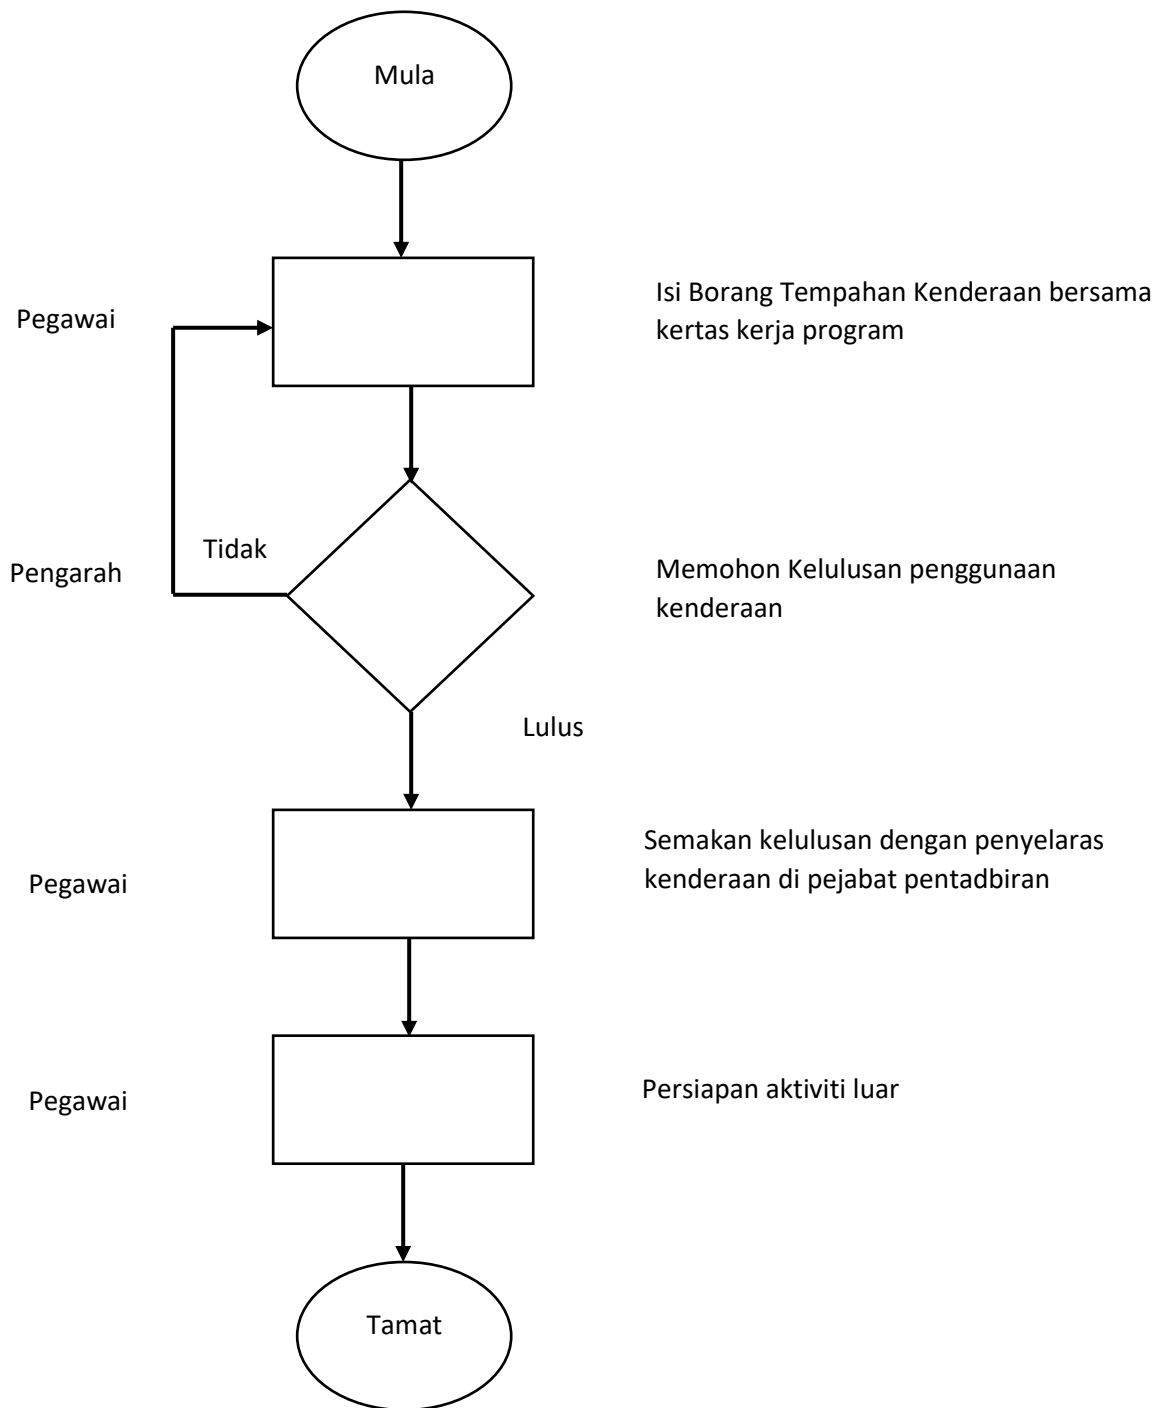 Mula
Pegawai
Isi Borang Tempahan Kenderaan bersama
kertas kerja program
Tidak
Pengarah
Memohon Kelulusan penggunaan
kenderaan
Lulus
Pegawai
Semakan kelulusan dengan penyelaras
kenderaan di pejabat pentadbiran
Pegawai
Persiapan aktiviti luar
Tamat